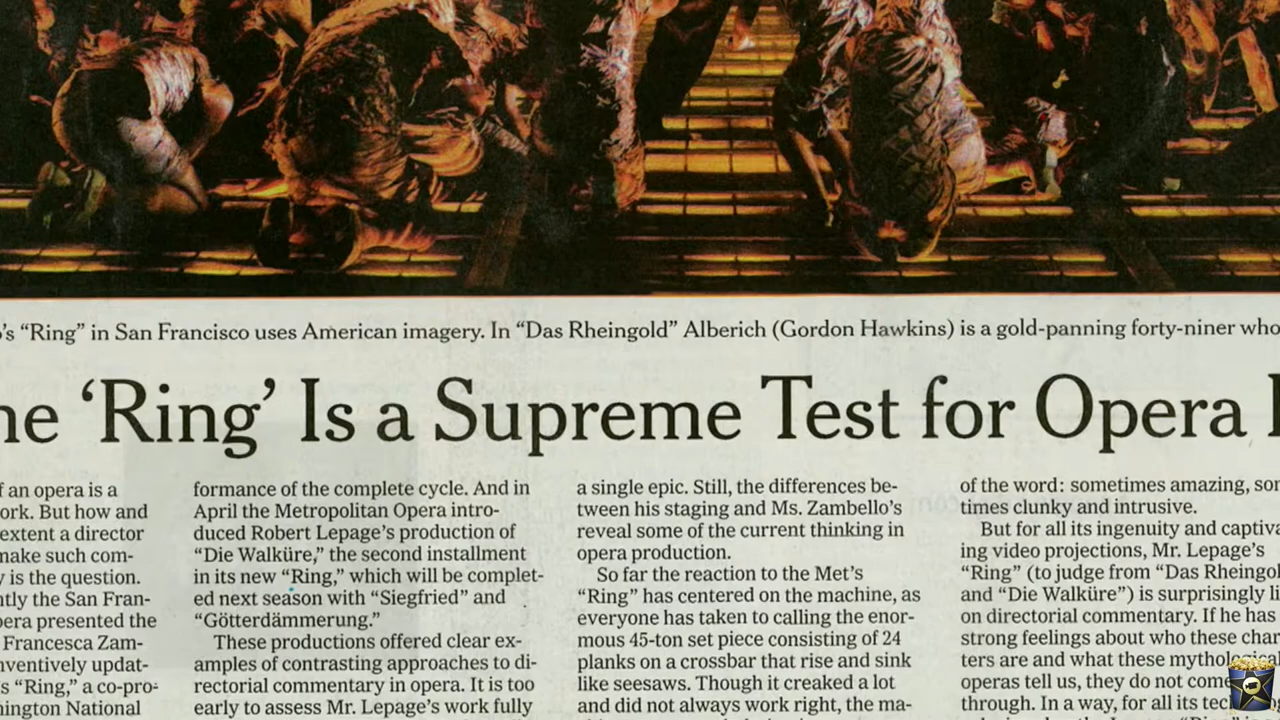 's “Ring” in San Francisco uses American imagery. In “Das Rheingold” Alberich (Gordon Hawkins) is a gold-panning forty-niner who
he ‘Ring’ Is a Supreme Test for Opera
f an opera is a
ork. But how and
extent a director
make such com-
y is the question.
ntly the San Fran-
pera presented the
Francesca Zam-
nventively updat-
s “Ring,” a co-pro-
hington National
formance of the complete cycle. And in
April the Metropolitan Opera intro-
duced Robert Lepage's production of
“Die Walküre,” the second installment
in its new “Ring,” which will be complet-
ed next season with “Siegfried” and
“Götterdämmerung.”
These productions offered clear ex-
amples of contrasting approaches to di-
rectorial commentary in opera. It is too
early to assess Mr. Lepage's work fully
a single epic. Still, the differences be-
tween his staging and Ms. Zambello's
reveal some of the current thinking in
opera production.
So far the reaction to the Met's
“Ring” has centered on the machine, as
everyone has taken to calling the enor-
mous 45-ton set piece consisting of 24
planks on a crossbar that rise and sink
like seesaws. Though it creaked a lot
and did not always work right, the ma-
of the word: sometimes amazing, som
times clunky and intrusive.
But for all its ingenuity and captiva
ing video projections, Mr. Lepage's
“Ring” (to judge from “Das Rheingol
and “Die Walküre”) is surprisingly li
on directorial commentary. If he has
strong feelings about who these char
ters are and what these mythological
operas tell us, they do not come
through. In a way, for all its tech